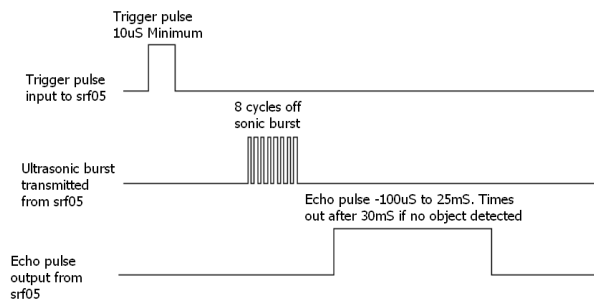 Trigger pulse
10uS Minimum
Trigger pulse
input to srf05
8 cycles off
sonic burst
Ultrasonic burst
transmitted
from srf05
Echo pulse -100uS to 25mS. Times
out after 30mS if no object detected
Echo pulse
output from
srf05